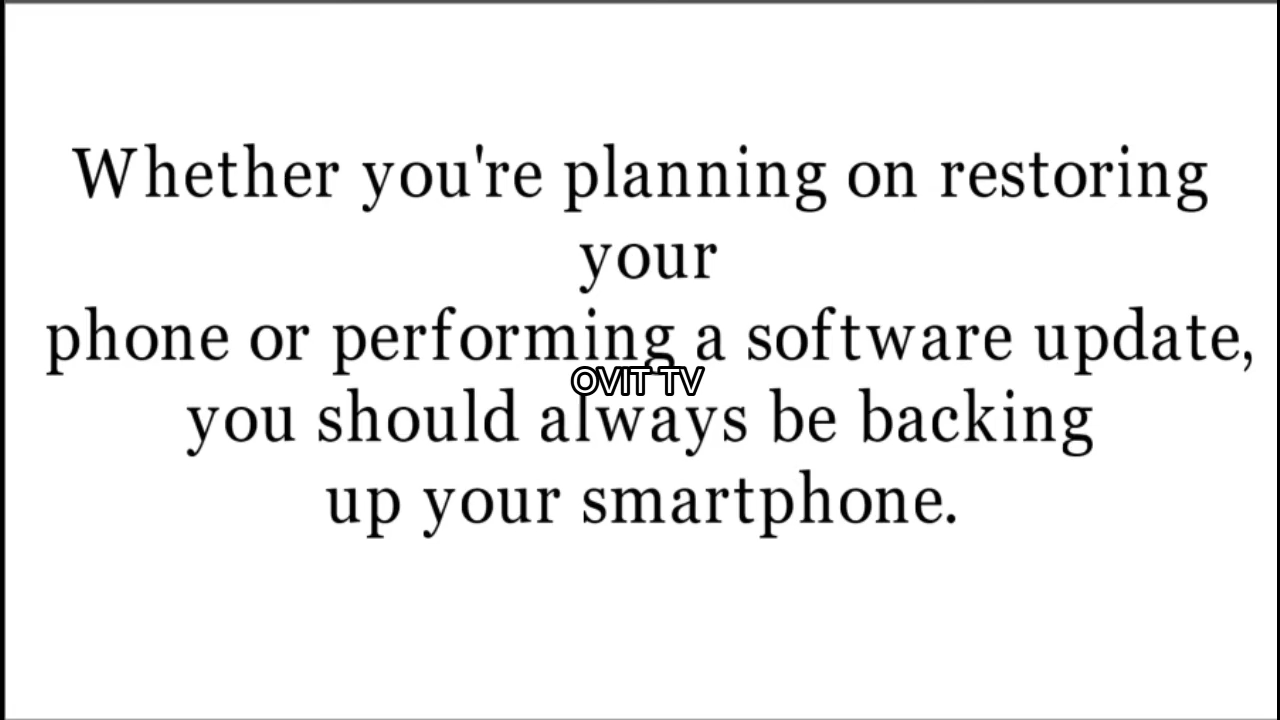 Whether you're planning on restoring
your
phone or performing a software update,
OVIT TV
you should always be backing
up your smartphone.